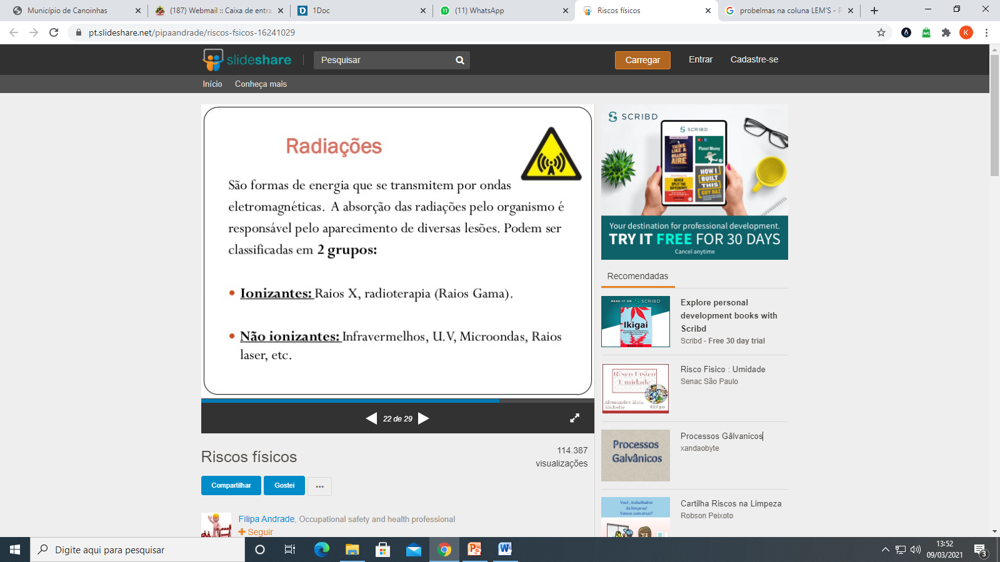 Município de Canoinhas
(187) Webmail :: Caixa de entra
1Doc
(11) WhatsApp
Riscos físicos
probelmas na coluna LEM'S - P
pt.slideshare.net/pipaandrade/riscos-fsicos-16241029
K
slideshare
Pesquisar
Carregar
Entrar
Cadastre-se
Início
Conheça mais
Radiações
São formas de energia que se transmitem por ondas
eletromagnéticas. A absorção das radiações pelo organismo é
responsável pelo aparecimento de diversas lesões. Podem ser
classificadas em 2 grupos:
Ionizantes: Raios X, radioterapia (Raios Gama).
Não ionizantes: Infravermelhos, U.V, Microondas, Raios
laser, etc.
22 de 29
Riscos físicos
114.387
visualizações
Compartilhar
Gostei
...
Filipa Andrade, Occupational safety and health professional
Seguir
SCRIBD
SCRIBD
THINK
LIKE A
BILLION
AIRE
Planet Money
NEVER
SPLIT THE
DIFFERENCE
HOW I
BUILT
THIS
GUY RAZ
Your destination for professional development.
TRY IT FREE FOR 30 DAYS
Cancel anytime
Recomendadas
READ IT ON SCRIBD
Ikigai
Explore personal
development books with
Scribd
Scribd - Free 30 day trial
Risco Fisico
Umidade
Alessandro Maia
Michelle
Risco Fisico : Umidade
Senac São Paulo
Processos
Galvânicos
Processos Gâlvanicos
xandaobyte
Você, trabalhador
da limpeza!
Vamos conversar?
Cartilha Riscos na Limpeza
Robson Peixoto
Digite aqui para pesquisar
13:52
09/03/2021
3